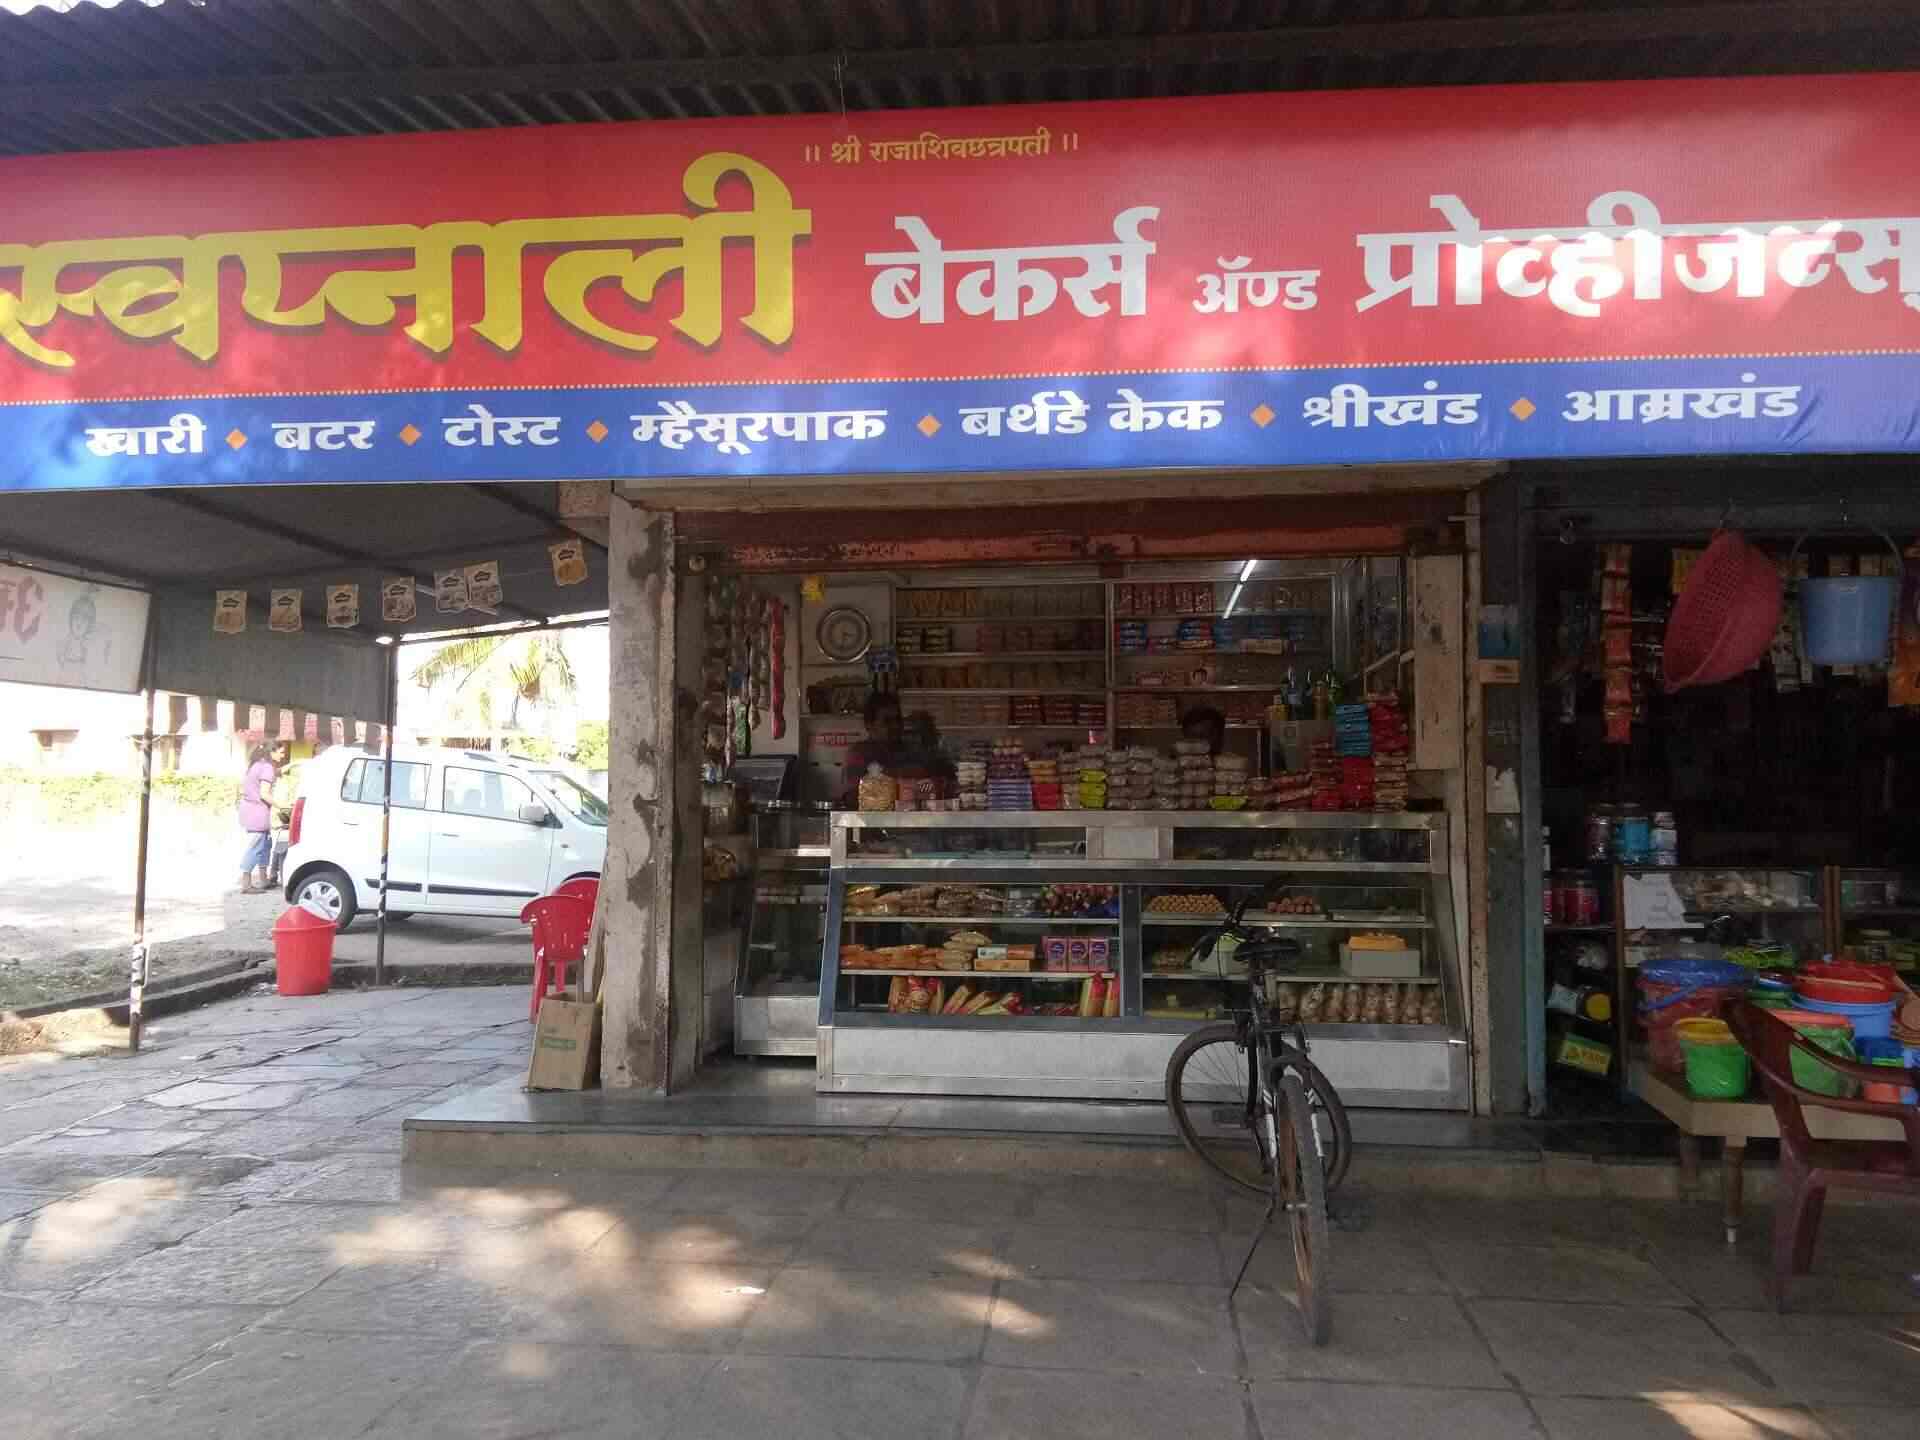 ।। श्री राजाशिवछत्रपती ।।
स्वप्नाली बेकर्स ॲण्ड प्रोव्हीजन्स्
खारी ◆ बटर ◆ टोस्ट ◆ म्हैसूरपाक ◆ बर्थडे केक ◆ श्रीखंड ◆ आम्रखंड